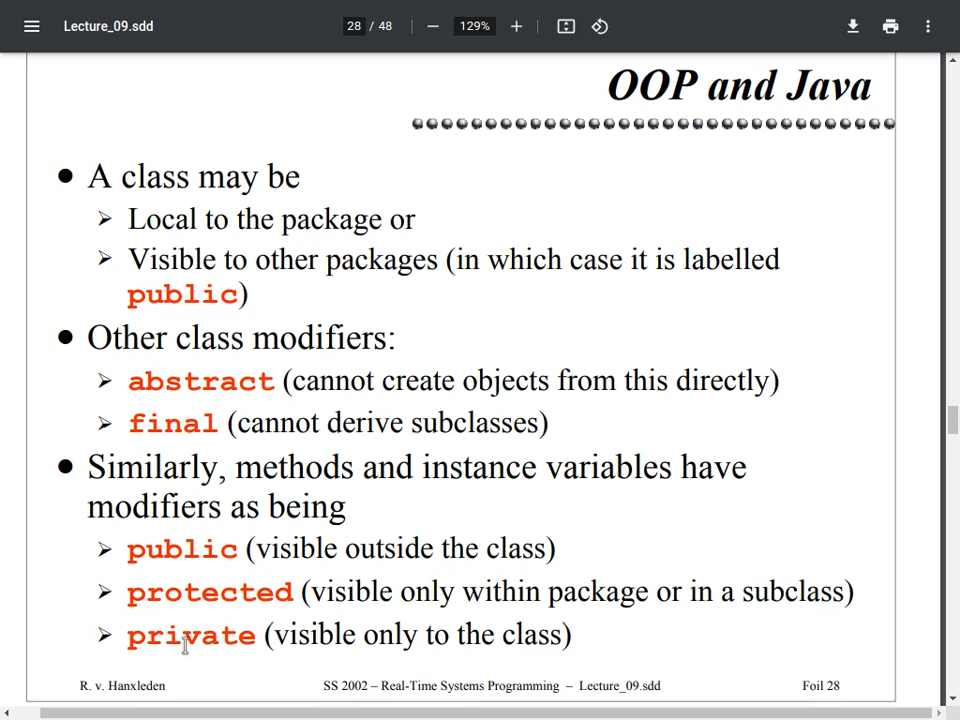 Lecture_09.sdd
28 / 48
129%
OOP and Java
A class may be
Local to the package or
Visible to other packages (in which case it is labelled
public)
Other class modifiers:
abstract (cannot create objects from this directly)
final (cannot derive subclasses)
Similarly, methods and instance variables have
modifiers as being
public (visible outside the class)
protected (visible only within package or in a subclass)
private (visible only to the class)
R. v. Hanxleden
SS 2002 – Real-Time Systems Programming – Lecture_09.sdd
Foil 28